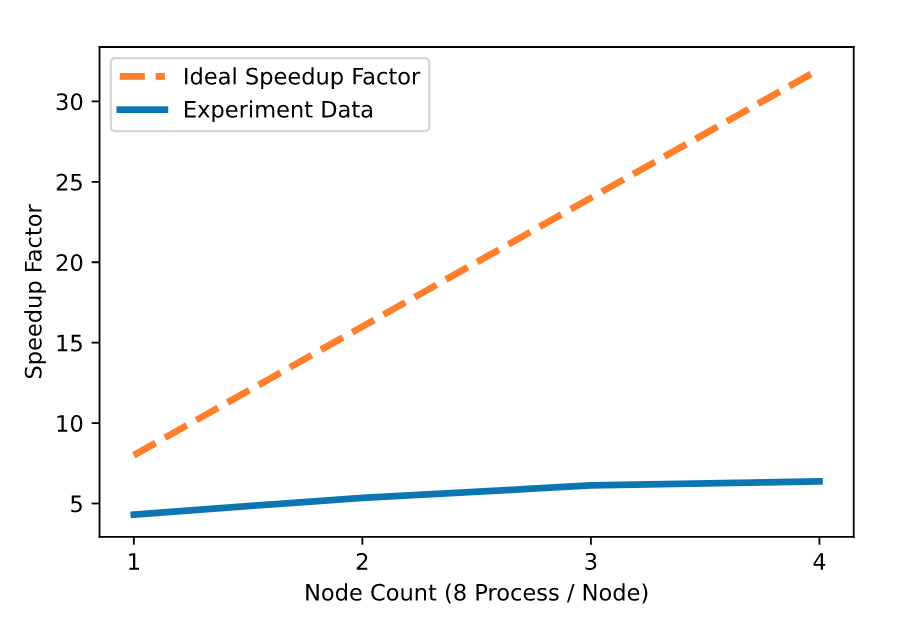 Ideal Speedup Factor
Experiment Data
30
25
20
15
10
5
Speedup Factor
1 2 3 4
Node Count (8 Process / Node)